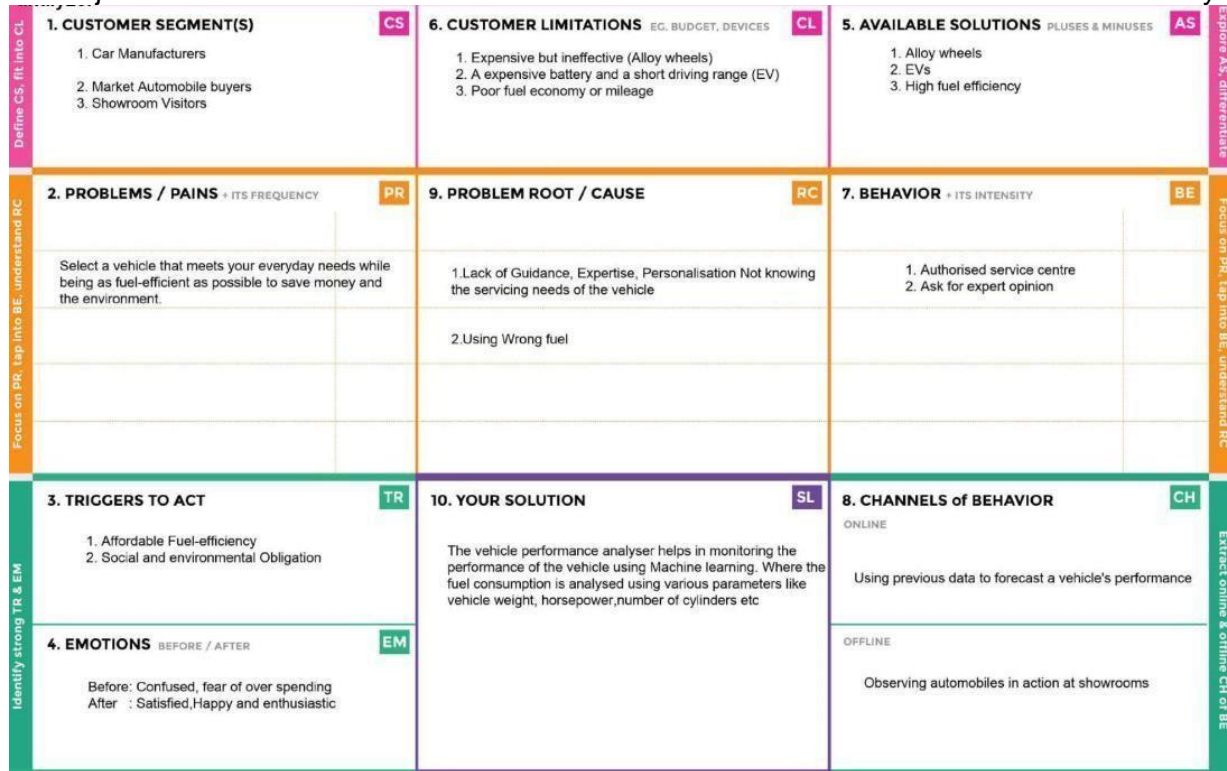 1. CUSTOMER SEGMENT(S) CS
1. Car Manufacturers
2. Market Automobile buyers
3. Showroom Visitors
6. CUSTOMER LIMITATIONS EG. BUDGET, DEVICES CL
1. Expensive but ineffective (Alloy wheels)
2. A expensive battery and a short driving range (EV)
3. Poor fuel economy or mileage
5. AVAILABLE SOLUTIONS PLUSES & MINUSES AS
1. Alloy wheels
2. EVs
3. High fuel efficiency
Define CS, fit into CL
Explore AS, differentiate
2. PROBLEMS / PAINS + ITS FREQUENCY PR
Select a vehicle that meets your everyday needs while
being as fuel-efficient as possible to save money and
the environment.
9. PROBLEM ROOT / CAUSE RC
1.Lack of Guidance, Expertise, Personalisation Not knowing
the servicing needs of the vehicle
2.Using Wrong fuel
7. BEHAVIOR + ITS INTENSITY BE
1. Authorised service centre
2. Ask for expert opinion
Focus on PR, tap into BE, understand RC
Focus on PR, tap into BE, understand RC
3. TRIGGERS TO ACT TR
1. Affordable Fuel-efficiency
2. Social and environmental Obligation
4. EMOTIONS BEFORE / AFTER EM
Before: Confused, fear of over spending
After : Satisfied,Happy and enthusiastic
10. YOUR SOLUTION SL
The vehicle performance analyser helps in monitoring the
performance of the vehicle using Machine learning. Where the
fuel consumption is analysed using various parameters like
vehicle weight, horsepower,number of cylinders etc
8. CHANNELS of BEHAVIOR CH
ONLINE
Using previous data to forecast a vehicle's performance
OFFLINE
Observing automobiles in action at showrooms
Identify strong TR & EM
Extract online & offline CH of BE